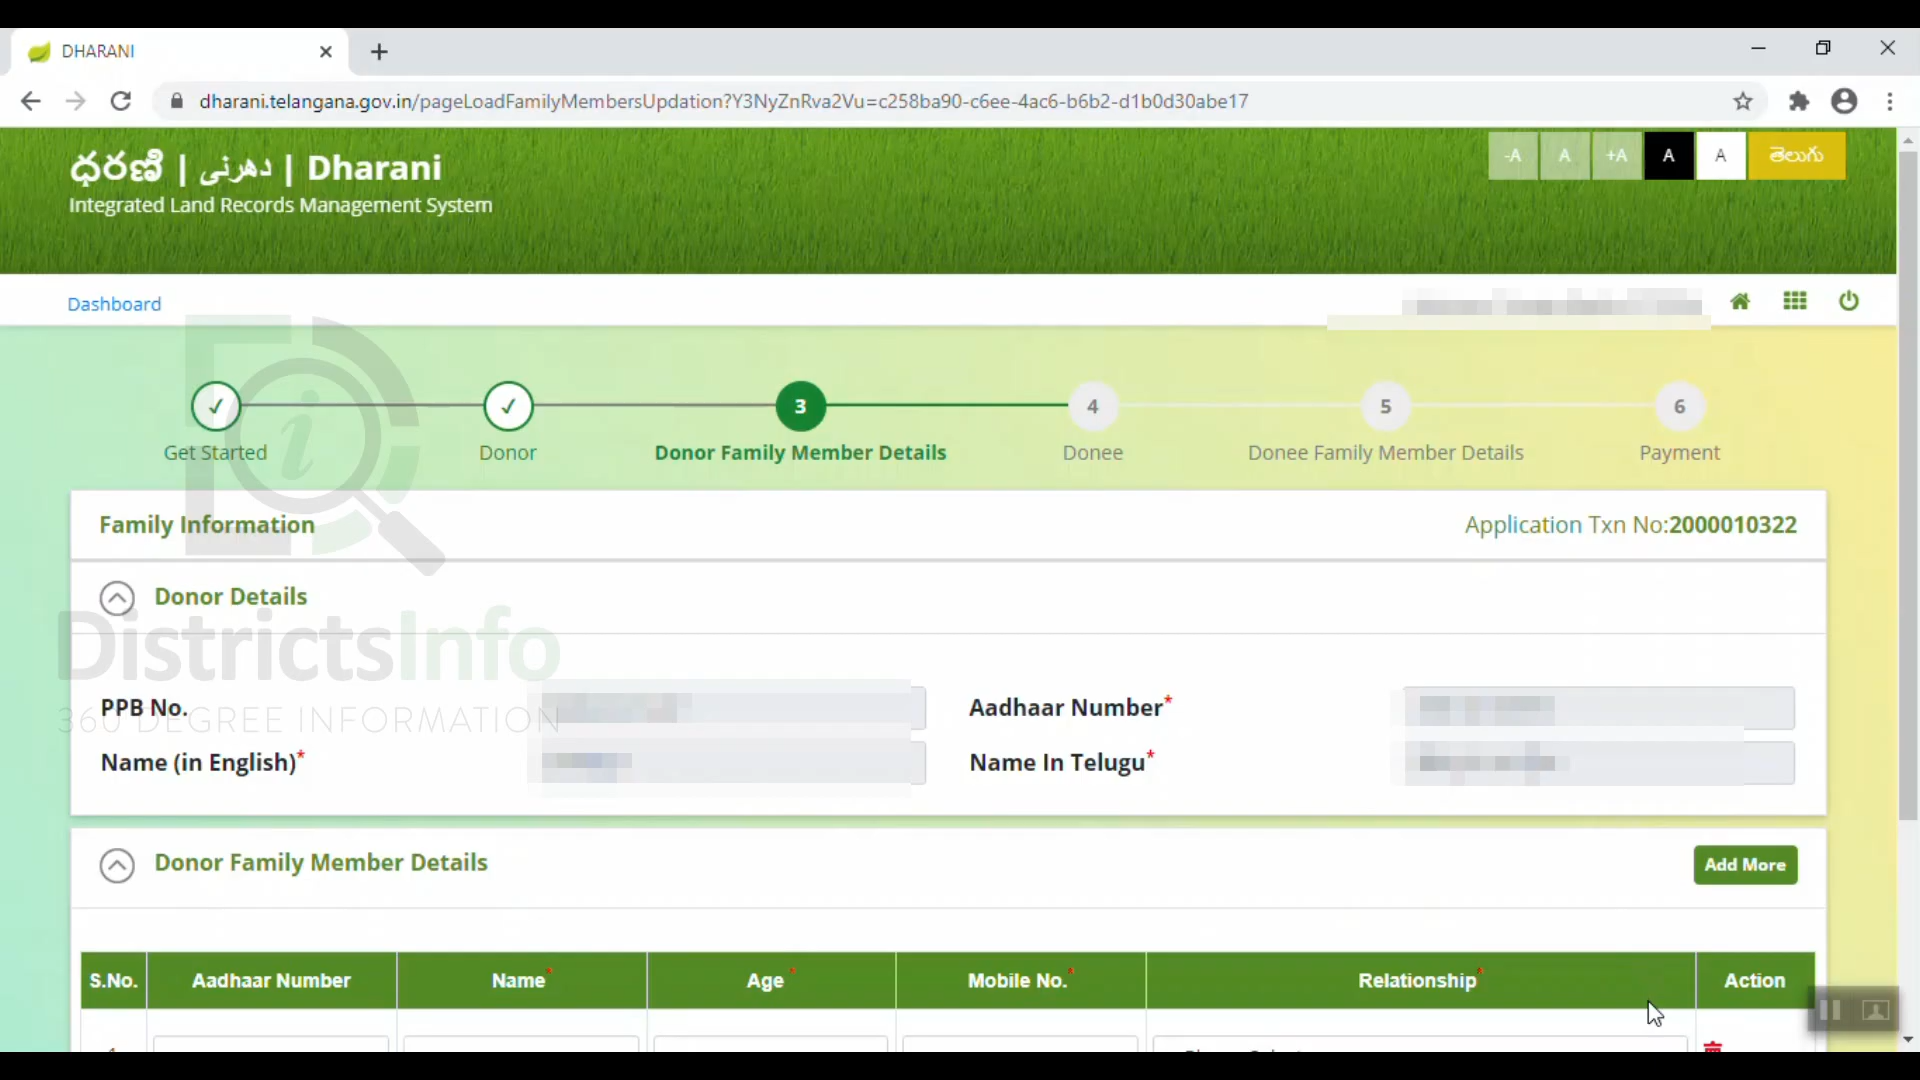 DHARANI
dharani.telangana.gov.in/pageLoadFamilyMembersUpdation?Y3NyZnRva2Vu=c258ba90-c6ee-4ac6-b6b2-d1b0d30abe17
ధరణి | دھرنی | Dharani
-A A +A A A తెలుగు
Integrated Land Records Management System
Dashboard
3 4 5 6
Get Started Donor Donor Family Member Details Donee Donee Family Member Details Payment
Family Information Application Txn No:2000010322
Donor Details
DistrictsInfo
360 DEGREE INFORMATION
PPB No. Aadhaar Number*
Name (in English)* Name In Telugu*
Donor Family Member Details Add More
S.No. Aadhaar Number Name* Age* Mobile No.* Relationship* Action